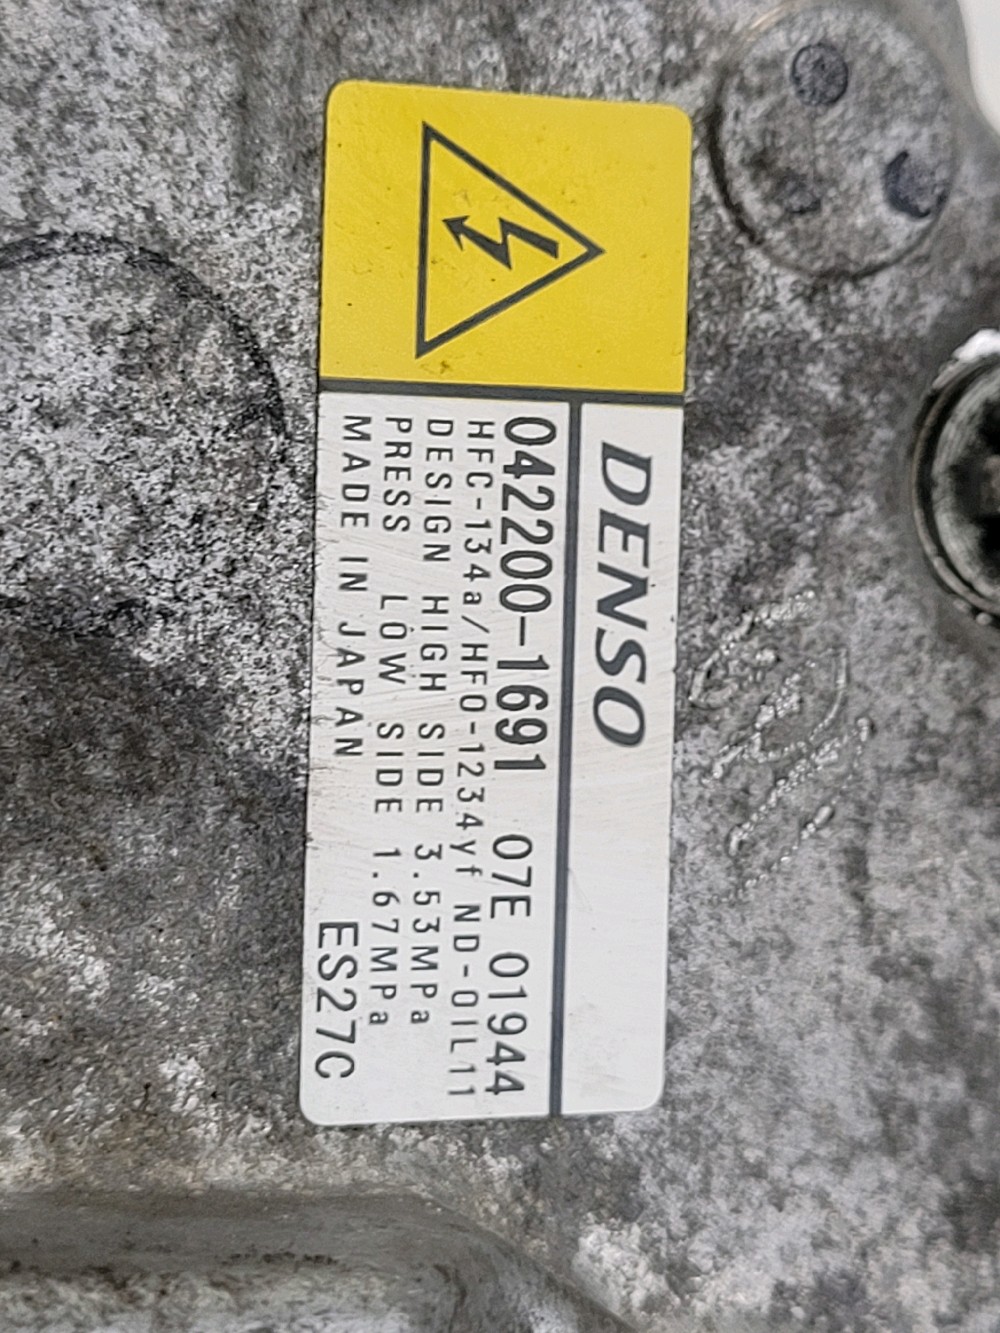 DENSO
042200-1691 07E 01944
HFC-134a/HFO-1234yf ND-OIL11
DESIGN HIGH SIDE 3.53MPa
PRESS LOW SIDE 1.67MPa
MADE IN JAPAN ES27C